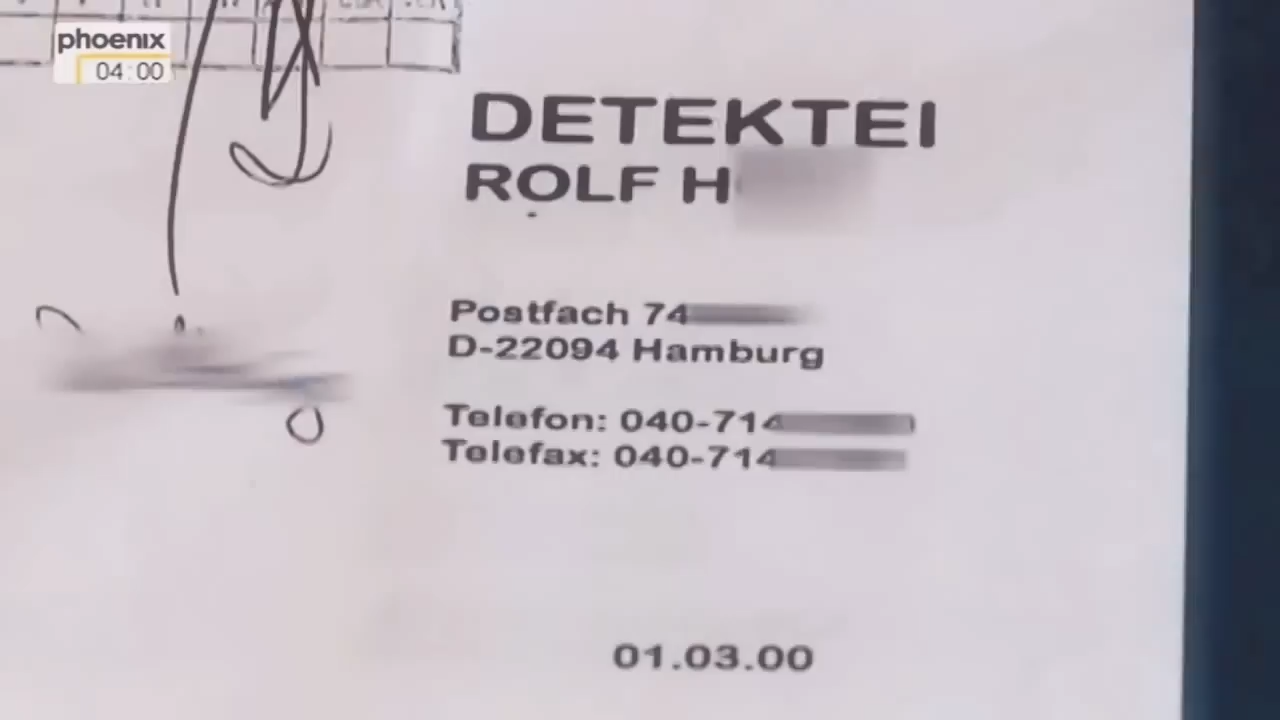 phoenix
04:00
DETEKTEI
ROLF H
Postfach 74
D-22094 Hamburg
Telefon: 040-714
Telefax: 040-714
01.03.00